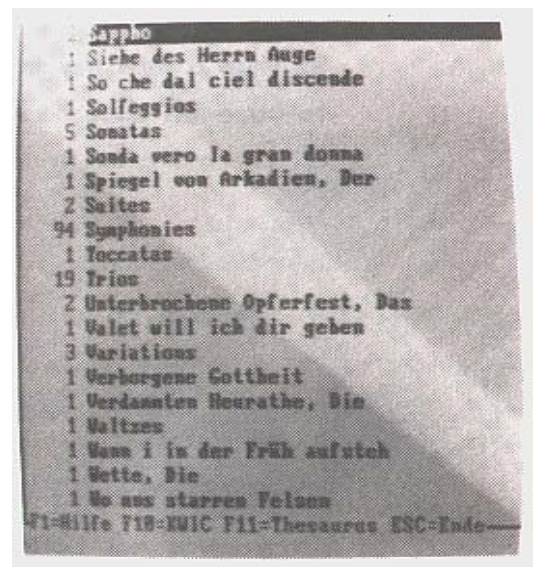 Sappho
1 Siehe des Herrn Auge
1 So che dal ciel discende
1 Solfeggios
5 Sonatas
1 Sonda vero la gran donna
1 Spiegel von Arkadien, Der
2 Suites
94 Symphonies
1 Toccatas
19 Trios
2 Unterbrochene Opferfest, Das
1 Valet will ich dir geben
3 Variations
1 Verborgene Gottheit
1 Verdammten Heurathe, Die
1 Waltzes
1 Wann i in der Früh aufsteh
1 Wette, Die
1 Wo aus starren Felsen
F1=Hilfe F10=KWIC F11=Thesaurus ESC=Ende